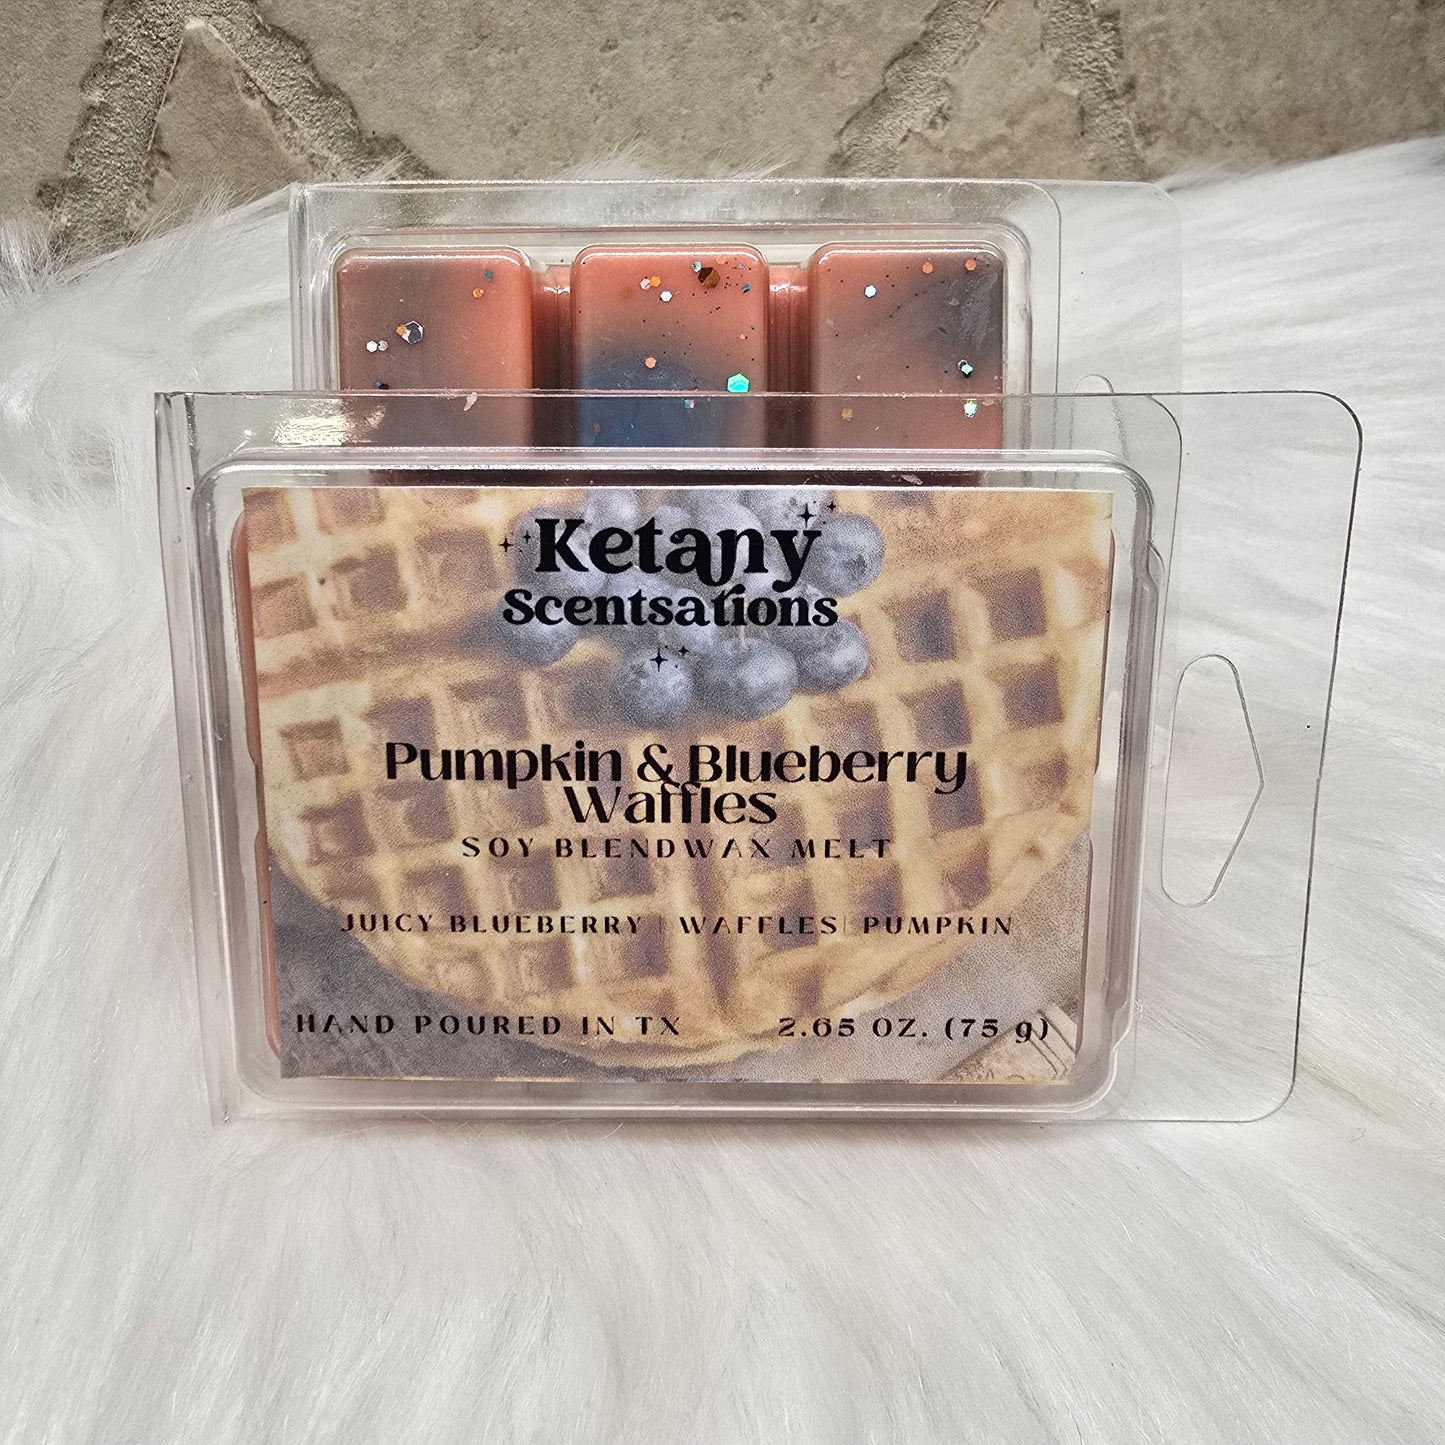 Ketany
Scentsations
Pumpkin & Blueberry
Waffles
SOY BLENDWAX MELT
JUICY BLUEBERRY | WAFFLES| PUMPKIN
HAND POURED IN TX 2.65 OZ. (75 g)